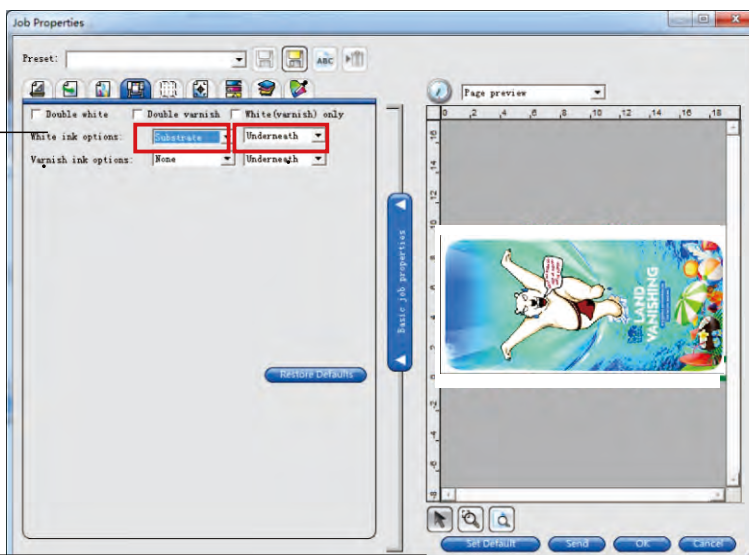 Job Properties
Preset:
ABC
Page preview
Double white Double varnish White(varnish) only
White ink options: Substrate Underneath
Varnish ink options: None Underneath
0 ,2 ,4 ,6 ,8 ,10 ,12 ,14 ,16 ,18
Basic job properties
LAND
VANISHING
Restore Defaults
Set Default Send OK Cancel